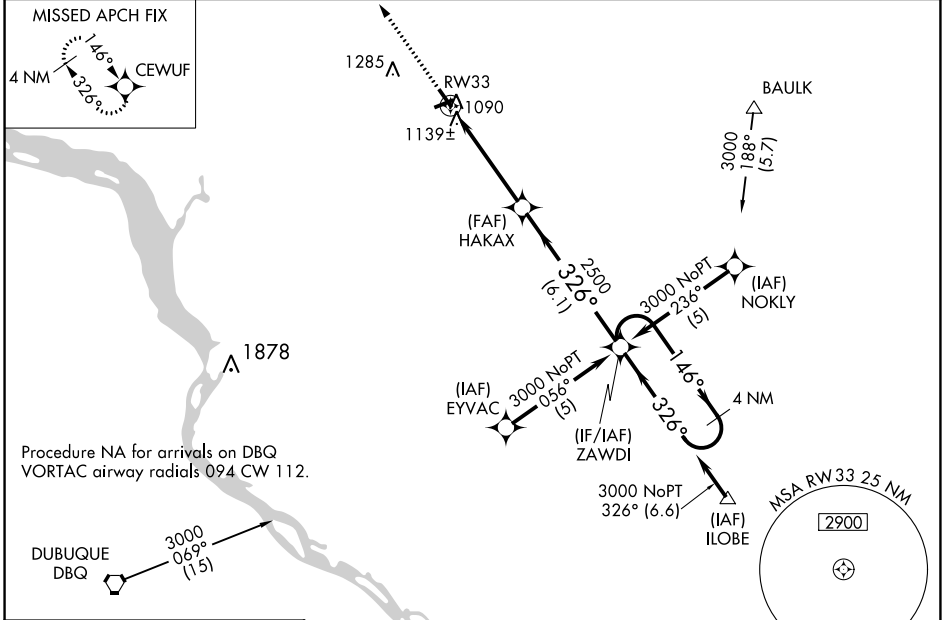 MISSED APCH FIX
146°
4 NM
326°
CEWUF
1285
RW33
1090
1139±
BAULK
3000
188°
(5.7)
(FAF)
HAKAX
2500
326°
(6.1)
3000 NoPT
236°
(5)
(IAF)
NOKLY
1878
(IAF)
EYVAC
3000 NoPT
056°
(5)
146°
4 NM
326°
(IF/IAF)
ZAWDI
Procedure NA for arrivals on DBQ
VORTAC airway radials 094 CW 112.
3000 NoPT
326° (6.6)
(IAF)
ILOBE
MSA RW33 25 NM
2900
DUBUQUE
DBQ
3000
069°
(15)